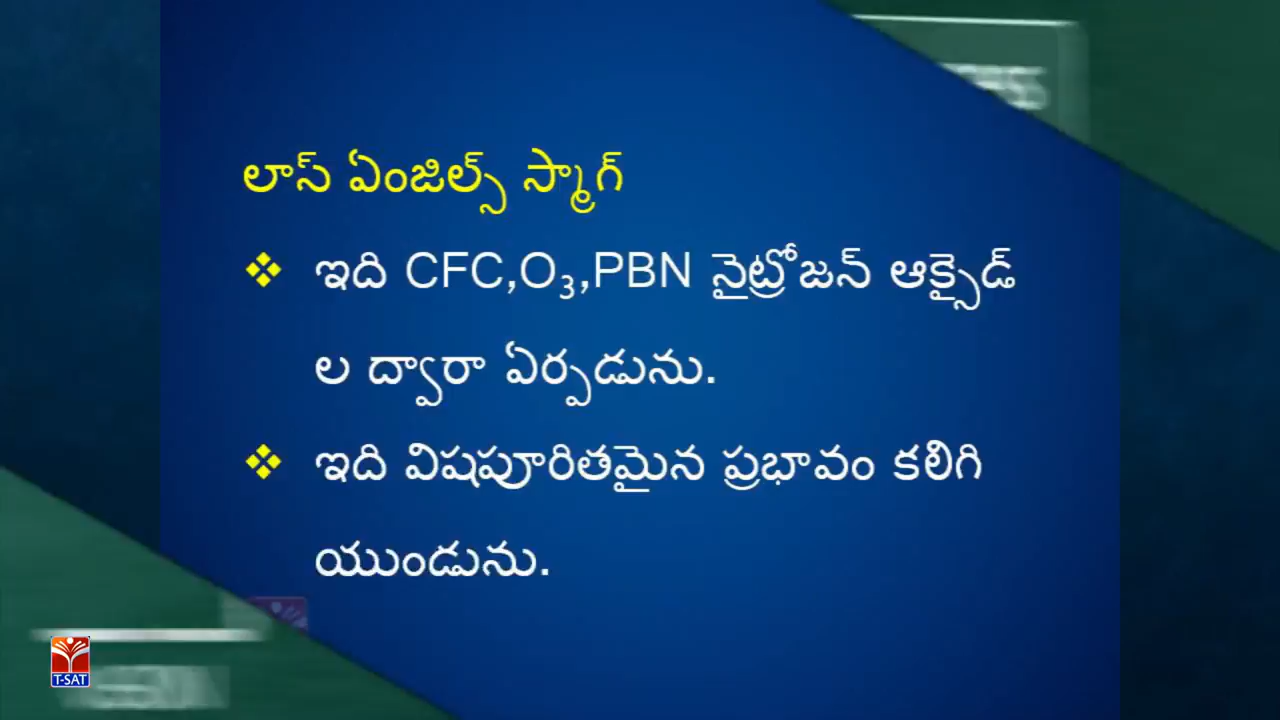 లాస్ ఏంజిల్స్ స్మాగ్
❖ ఇది CFC,O₃,PBN నైట్రోజన్ ఆక్సైడ్
ల ద్వారా ఏర్పడును.
❖ ఇది విషపూరితమైన ప్రభావం కలిగి
యుండును.
T-SAT